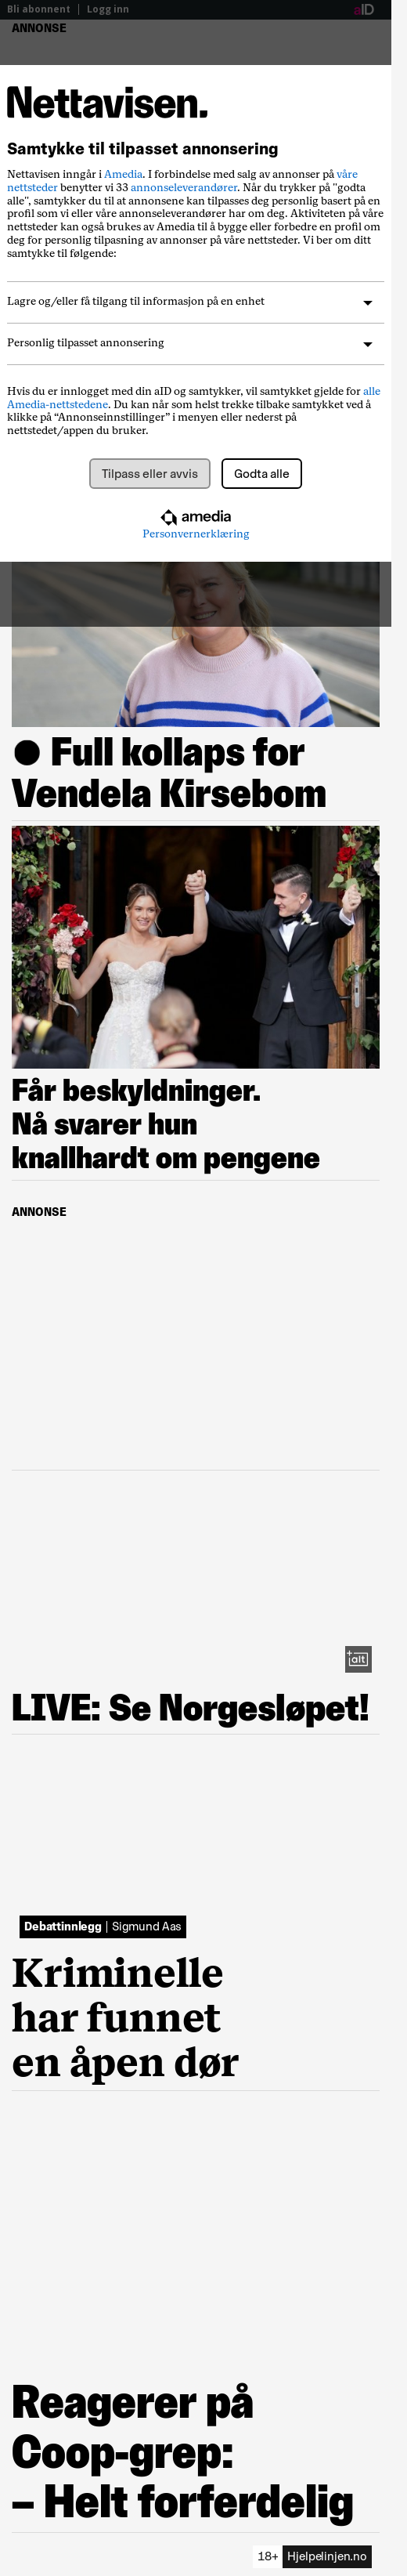 Bli abonnent | Logg inn
aID
ANNONSE
Nettavisen.
Samtykke til tilpasset annonsering
Nettavisen inngår i Amedia. I forbindelse med salg av annonser på våre
nettsteder benytter vi 33 annonseleverandører. Når du trykker på "godta
alle", samtykker du til at annonsene kan tilpasses deg personlig basert på en
profil som vi eller våre annonseleverandører har om deg. Aktiviteten på våre
nettsteder kan også brukes av Amedia til å bygge eller forbedre en profil om
deg for personlig tilpasning av annonser på våre nettsteder. Vi ber om ditt
samtykke til følgende:
Lagre og/eller få tilgang til informasjon på en enhet
Personlig tilpasset annonsering
Hvis du er innlogget med din aID og samtykker, vil samtykket gjelde for alle
Amedia-nettstedene. Du kan når som helst trekke tilbake samtykket ved å
klikke på “Annonseinnstillinger” i menyen eller nederst på
nettstedet/appen du bruker.
Tilpass eller avvis
Godta alle
amedia
Personvernerklæring
Full kollaps for
Vendela Kirsebom
Får beskyldninger.
Nå svarer hun
knallhardt om pengene
ANNONSE
+alt
LIVE: Se Norgesløpet!
Debattinnlegg | Sigmund Aas
Kriminelle
har funnet
en åpen dør
Reagerer på
Coop-grep:
– Helt forferdelig
18+ Hjelpelinjen.no